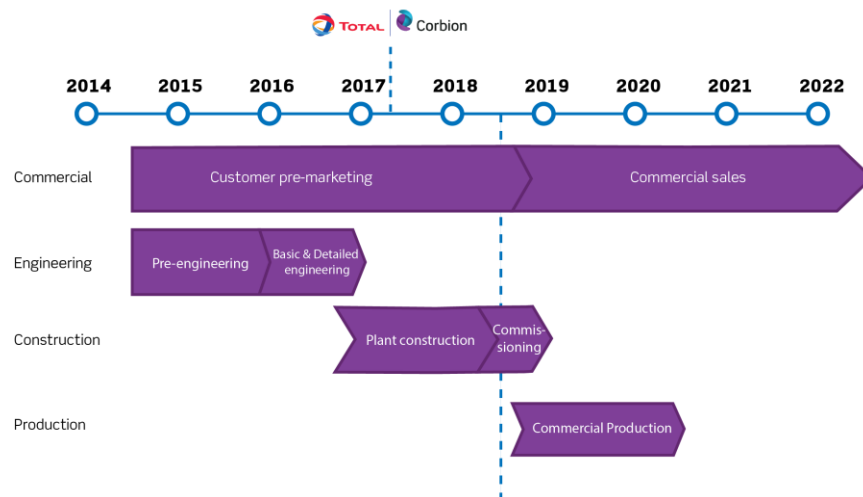 TOTAL Corbion
2014 2015 2016 2017 2018 2019 2020 2021 2022
Commercial
Customer pre-marketing
Commercial sales
Engineering
Pre-engineering
Basic & Detailed
engineering
Construction
Plant construction
Commis-
sioning
Production
Commercial Production